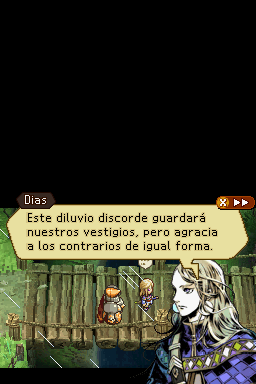 Dias
Este diluvio discorde guardará
nuestros vestigios, pero agracia
a los contrarios de igual forma.